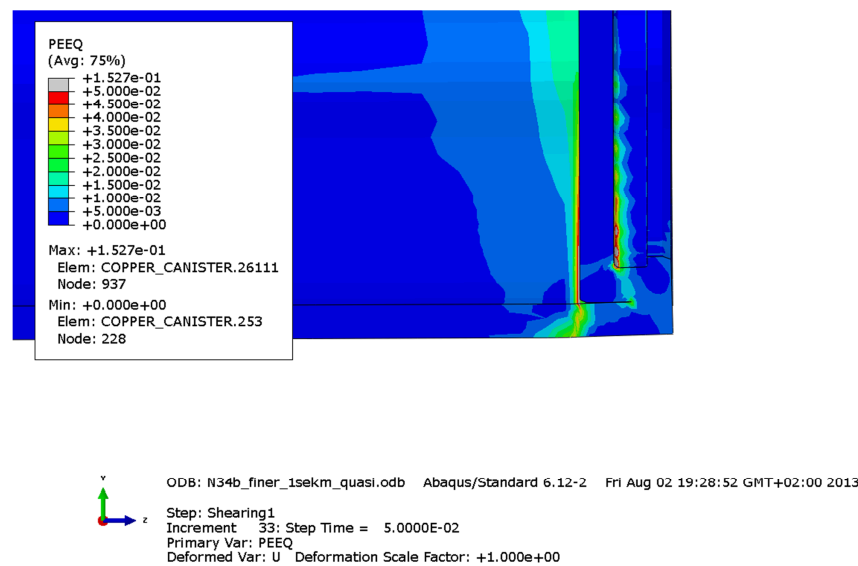 PEEQ
(Avg: 75%)
+1.527e-01
+5.000e-02
+4.500e-02
+4.000e-02
+3.500e-02
+3.000e-02
+2.500e-02
+2.000e-02
+1.500e-02
+1.000e-02
+5.000e-03
+0.000e+00
Max: +1.527e-01
Elem: COPPER_CANISTER.26111
Node: 937
Min: +0.000e+00
Elem: COPPER_CANISTER.253
Node: 228
Y
Z
ODB: N34b_finer_1sekm_quasi.odb Abaqus/Standard 6.12-2 Fri Aug 02 19:28:52 GMT+02:00 2013
Step: Shearing1
Increment 33: Step Time = 5.0000E-02
Primary Var: PEEQ
Deformed Var: U Deformation Scale Factor: +1.000e+00